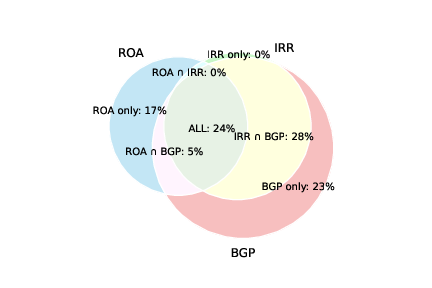 ROA
IRR
IRR only: 0%
ROA ∩ IRR: 0%
ROA only: 17%
ALL: 24%
IRR ∩ BGP: 28%
ROA ∩ BGP: 5%
BGP only: 23%
BGP